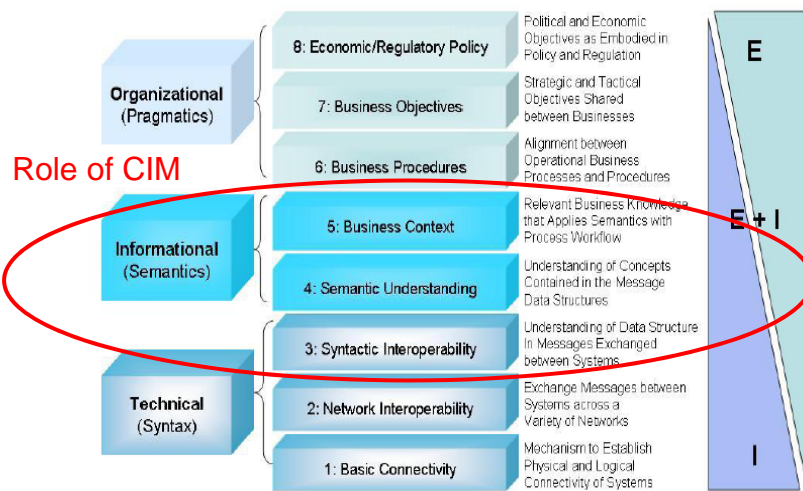 8: Economic/Regulatory Policy
Political and Economic
Objectives as Embodied in
Policy and Regulation
E
Organizational
(Pragmatics)
7: Business Objectives
Strategic and Tactical
Objectives Shared
between Businesses
6: Business Procedures
Alignment between
Operational Business
Processes and Procedures
Role of CIM
Informational
(Semantics)
5: Business Context
Relevant Business Knowledge
that Applies Semantics with
Process Workflow
E + I
4: Semantic Understanding
Understanding of Concepts
Contained in the Message
Data Structures
3: Syntactic Interoperability
Understanding of Data Structure
In Messages Exchanged
between Systems
Technical
(Syntax)
2: Network Interoperability
Exchange Messages between
Systems across a
Variety of Networks
1: Basic Connectivity
Mechanism to Establish
Physical and Logical
Connectivity of Systems
I